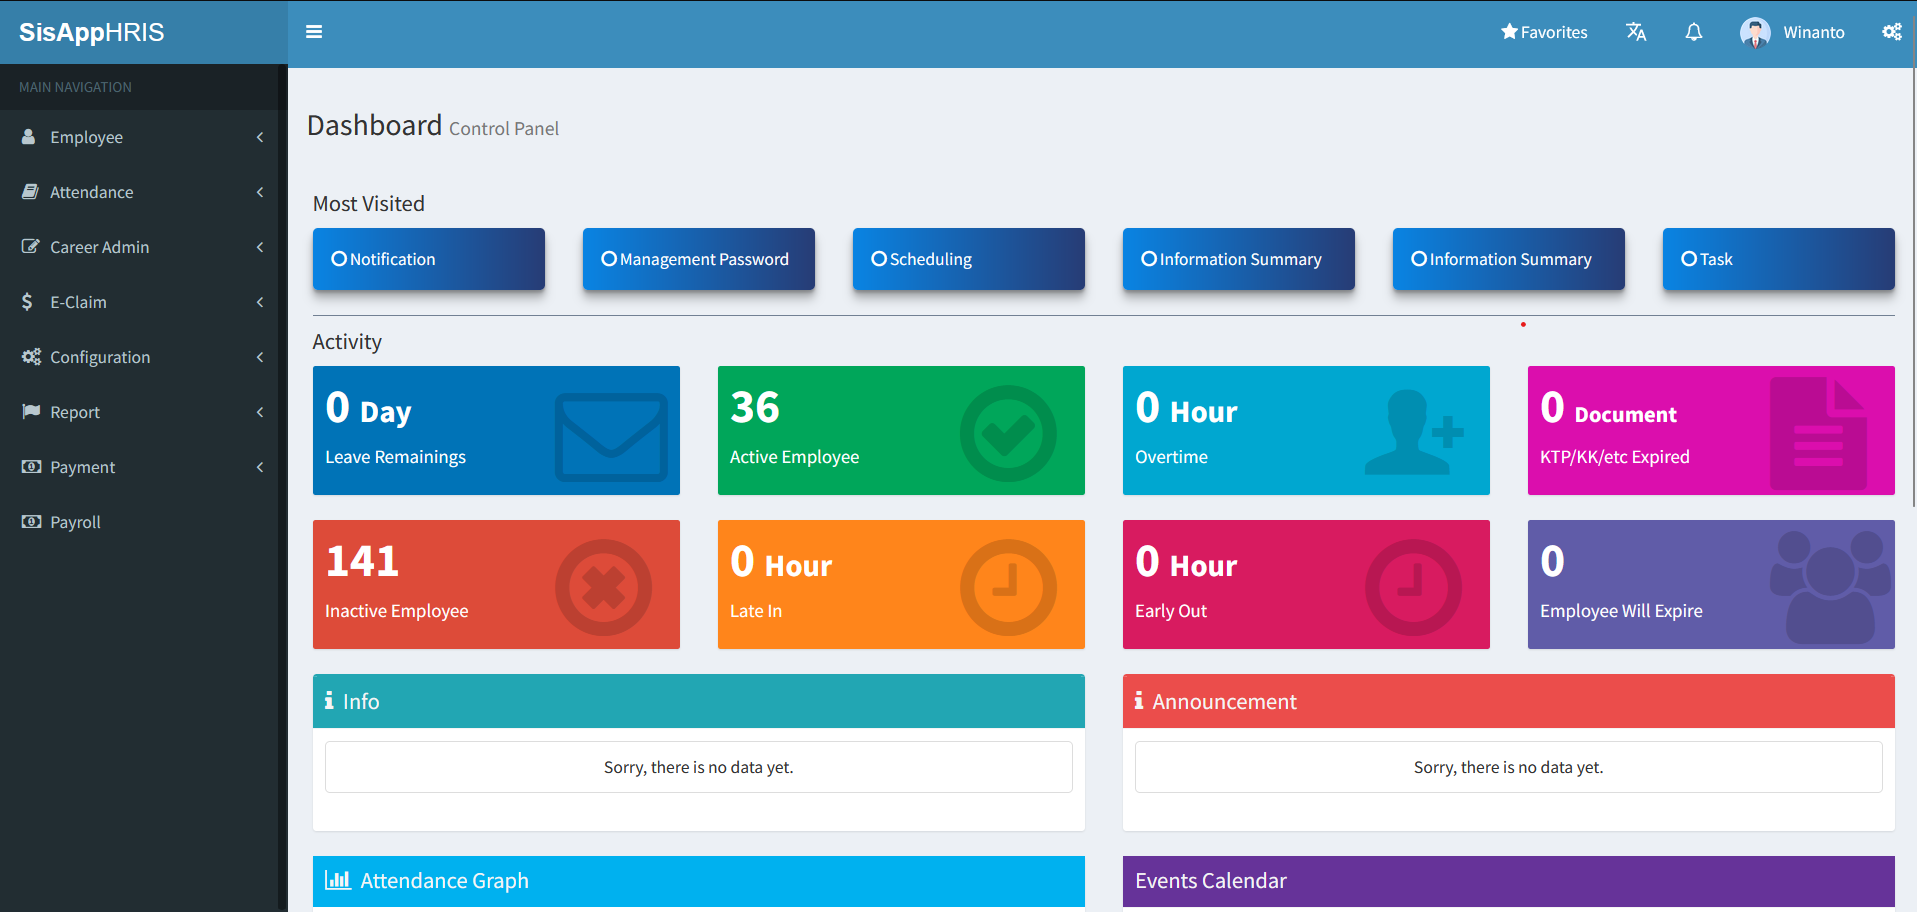 SisAppHRIS
Favorites
Winanto
MAIN NAVIGATION
Employee
Attendance
Career Admin
E-Claim
Configuration
Report
Payment
Payroll
Dashboard Control Panel
Most Visited
Notification
Management Password
Scheduling
Information Summary
Information Summary
Task
Activity
0 Day
Leave Remainings
36
Active Employee
0 Hour
Overtime
0 Document
KTP/KK/etc Expired
141
Inactive Employee
0 Hour
Late In
0 Hour
Early Out
0
Employee Will Expire
Info
Sorry, there is no data yet.
Announcement
Sorry, there is no data yet.
Attendance Graph
Events Calendar